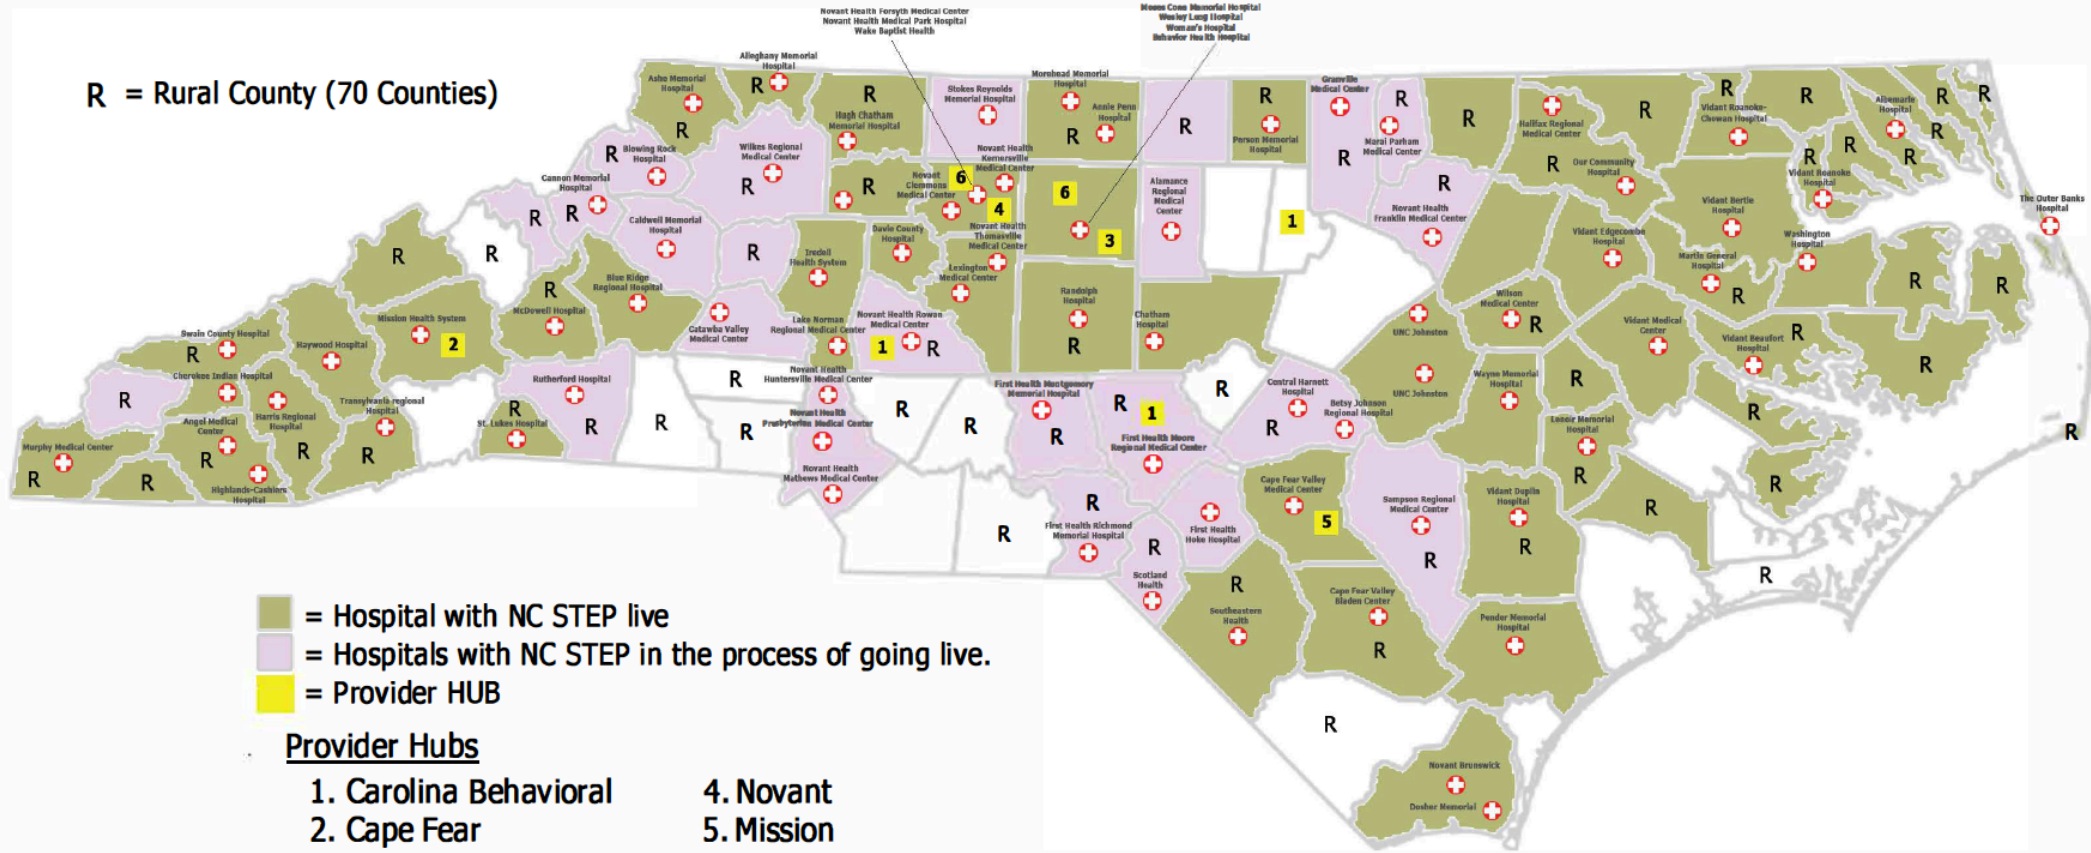 Novant Health Forsyth Medical Center
Novant Health Medical Park Hospital
Wake Baptist Health
Moses Cone Memorial Hospital
Wesley Long Hospital
Woman's Hospital
Behavior Health Hospital
R = Rural County (70 Counties)
Ashe Memorial
Hospital
R
Alleghany Memorial
Hospital
R
R
Hugh Chatham
Memorial Hospital
Stokes Reynolds
Memorial Hospital
Morehead Memorial
Hospital
Annie Penn
Hospital
R
R
R
Person Memorial
Hospital
Granville
Medical Center
R
R
Maral Parham
Medical Center
R
Halifax Regional
Medical Center
R
R
R
Vidant Roanoke-
Chowan Hospital
R
Albemarle
Hospital
R
R
R
R
R
R
Blowing Rock
Hospital
R
Wilkes Regional
Medical Center
R
Cannon Memorial
Hospital
R
R
Caldwell Memorial
Hospital
R
R
Novant
Clemmons
Medical Center
6
Novant Health
Kernersville
Medical Center
4
6
3
Alamance
Regional
Medical
Center
1
R
Novant Health
Franklin Medical Center
Our Community
Hospital
Vidant Roanoke
Hospital
Vidant Bertie
Hospital
The Outer Banks
Hospital
R
R
R
McDowell Hospital
Blue Ridge
Regional Hospital
Iredell
Health System
Davie County
Hospital
Novant Health
Thomasville
Medical Center
Lexington
Medical Center
Vidant Edgecombe
Hospital
Washington
Hospital
Martin General
Hospital
R
R
R
Mission Health System
2
Catawba Valley
Medical Center
Lake Norman
Regional Medical Center
Novant Health Rowan
Medical Center
1
R
Randolph
Hospital
R
Chatham
Hospital
UNC Johnston
UNC Johnston
Wilson
Medical Center
R
Vidant Medical
Center
Vidant Beaufort
Hospital
R
R
Swain County Hospital
R
Haywood Hospital
Cherokee Indian Hospital
R
Harris Regional
Hospital
R
Angel Medical
Center
R
Highlands-Cashiers
Hospital
Transylvania regional
Hospital
R
Murphy Medical Center
R
R
Rutherford Hospital
R
R
St. Lukes Hospital
R
R
R
Novant Health
Huntersville Medical Center
Novant Health
Presbyterian Medical Center
Novant Health
Mathews Medical Center
R
R
First Health Montgomery
Memorial Hospital
R
R
1
First Health Moore
Regional Medical Center
R
Central Harnett
Hospital
R
Betsy Johnson
Regional Hospital
Wayne Memorial
Hospital
R
Lenoir Memorial
Hospital
R
R
R
R
R
R
R
First Health Richmond
Memorial Hospital
First Health
Hoke Hospital
R
Scotland
Health
Cape Fear Valley
Medical Center
5
Sampson Regional
Medical Center
R
Vidant Duplin
Hospital
R
R
R
Southeastern
Health
Cape Fear Valley
Bladen Center
R
Pender Memorial
Hospital
R
Novant Brunswick
Dosher Memorial
= Hospital with NC STEP live
= Hospitals with NC STEP in the process of going live.
= Provider HUB
Provider Hubs
1. Carolina Behavioral
2. Cape Fear
4. Novant
5. Mission